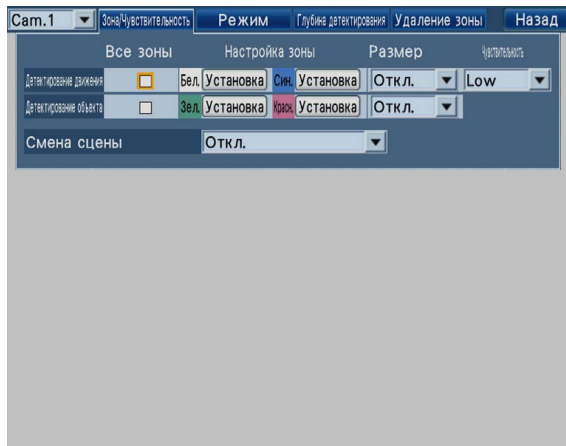 Cam.1 Зона/Чувствительность Режим Глубина детектирования Удаление зоны Назад
Все зоны Настройка зоны Размер Чувствительность
Детектирование движения Бел. Установка Син. Установка Откл. Low
Детектирование объекта Зел. Установка Красн. Установка Откл.
Смена сцены Откл.